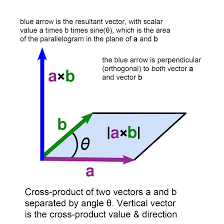 blue arrow is the resultant vector, with scalar
value a times b times sine(θ), which is the area
of the parallelogram in the plane of a and b
the blue arrow is perpendicular
(orthogonal) to both vector a
and vector b
a×b
b
|a×b|
θ
a
Cross-product of two vectors a and b
separated by angle θ. Vertical vector
is the cross-product value & direction